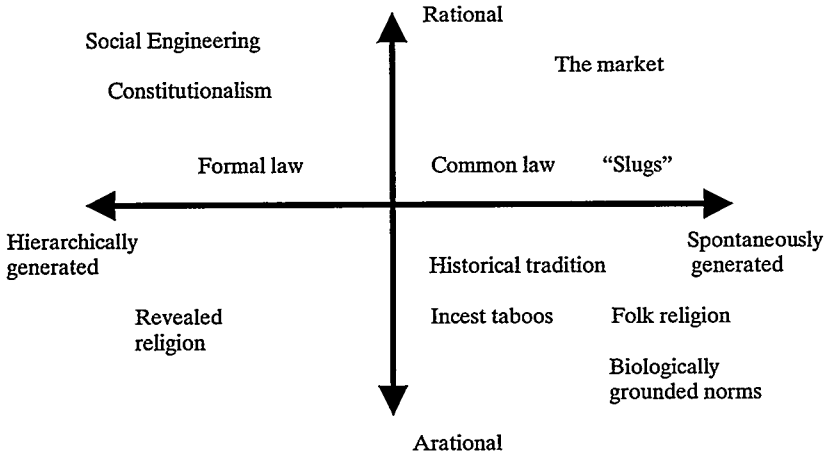 Rational
Social Engineering
The market
Constitutionalism
Formal law
Common law
“Slugs”
Hierarchically
generated
Spontaneously
generated
Historical tradition
Revealed
religion
Incest taboos
Folk religion
Biologically
grounded norms
Arational